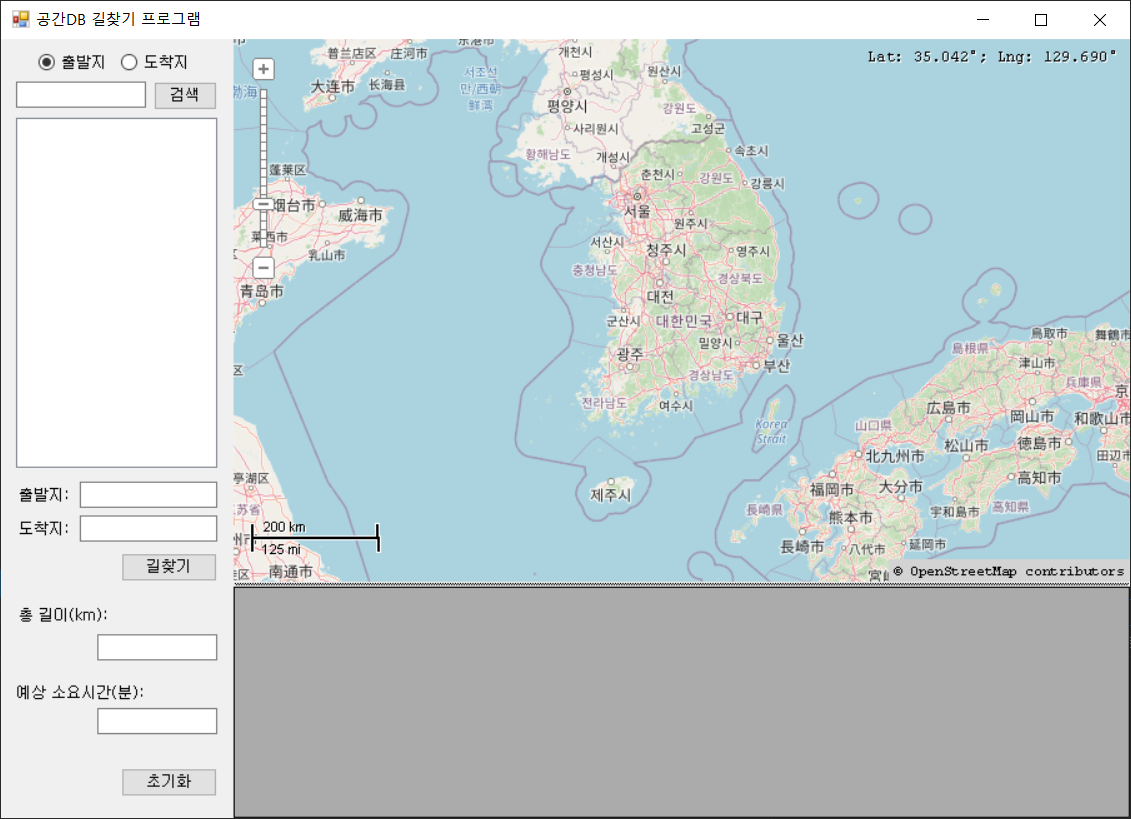 공간DB 길찾기 프로그램
출발지 도착지
검색
출발지:
도착지:
길찾기
총 길이(km):
예상 소요시간(분):
초기화
Lat: 35.042°; Lng: 129.690°
普兰店区
庄河市
개천시
평성시
원산시
大连市
长海县
서조선
만/西朝
鲜湾
평양시
강원도
사리원시
고성군
황해남도
개성시
속초시
춘천시
강원도
강릉시
蓬莱区
서울
烟台市
威海市
원주시
서산시
청주시
영주시
乳山市
충청남도
경상북도
青岛市
대전
군산시
대한민국
대구
밀양시
울산
광주
부산
경상남도
전라남도
여수시
Korea
Strait
제주시
鳥取市
舞鶴市
島根県
津山市
兵庫県
広島市
岡山市
和歌山市
山口県
松山市
徳島市
北九州市
田辺市
高知市
福岡市
大分市
長崎県
熊本市
宇和島市
高知県
長崎市
八代市
延岡市
亭湖区
南通市
200 km
125 mi
© OpenStreetMap contributors